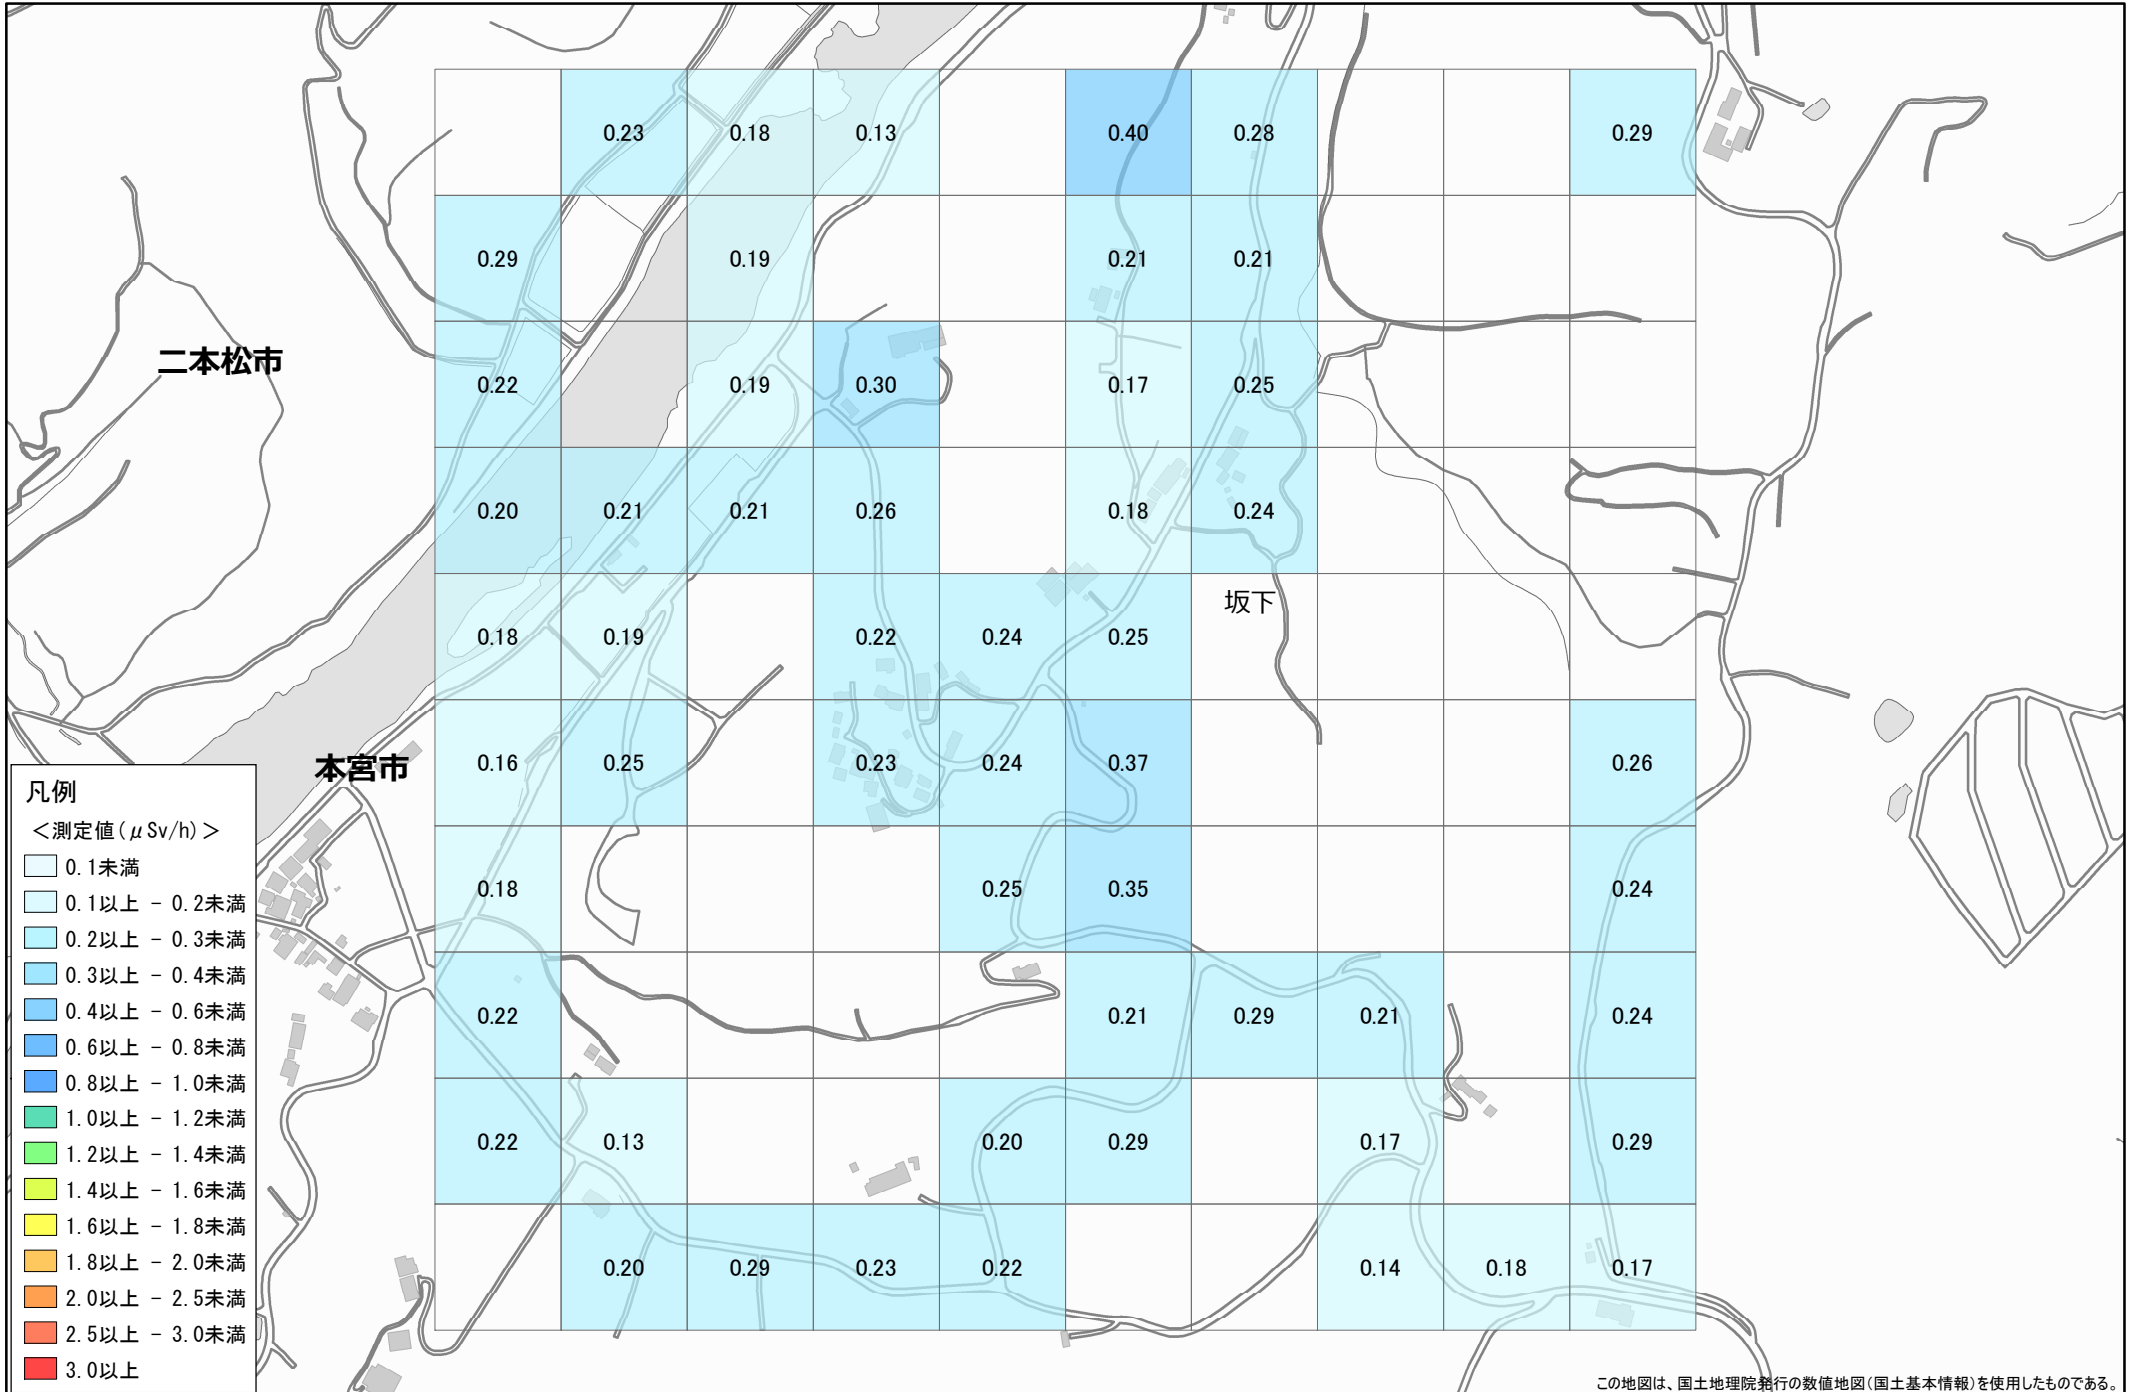 0.23 0.18 0.13 0.40 0.28 0.29
0.29 0.19 0.21 0.21
二本松市
0.22 0.19 0.30 0.17 0.25
0.20 0.21 0.21 0.26 0.18 0.24
坂下
0.18 0.19 0.22 0.24 0.25
本宮市
0.16 0.25 0.23 0.24 0.37 0.26
0.18 0.25 0.35 0.24
0.22 0.21 0.29 0.21 0.24
0.22 0.13 0.20 0.29 0.17 0.29
0.20 0.29 0.23 0.22 0.14 0.18 0.17
凡例
＜測定値(μSv/h)＞
0.1未満
0.1以上 - 0.2未満
0.2以上 - 0.3未満
0.3以上 - 0.4未満
0.4以上 - 0.6未満
0.6以上 - 0.8未満
0.8以上 - 1.0未満
1.0以上 - 1.2未満
1.2以上 - 1.4未満
1.4以上 - 1.6未満
1.6以上 - 1.8未満
1.8以上 - 2.0未満
2.0以上 - 2.5未満
2.5以上 - 3.0未満
3.0以上
この地図は、国土地理院発行の数値地図(国土基本情報)を使用したものである。